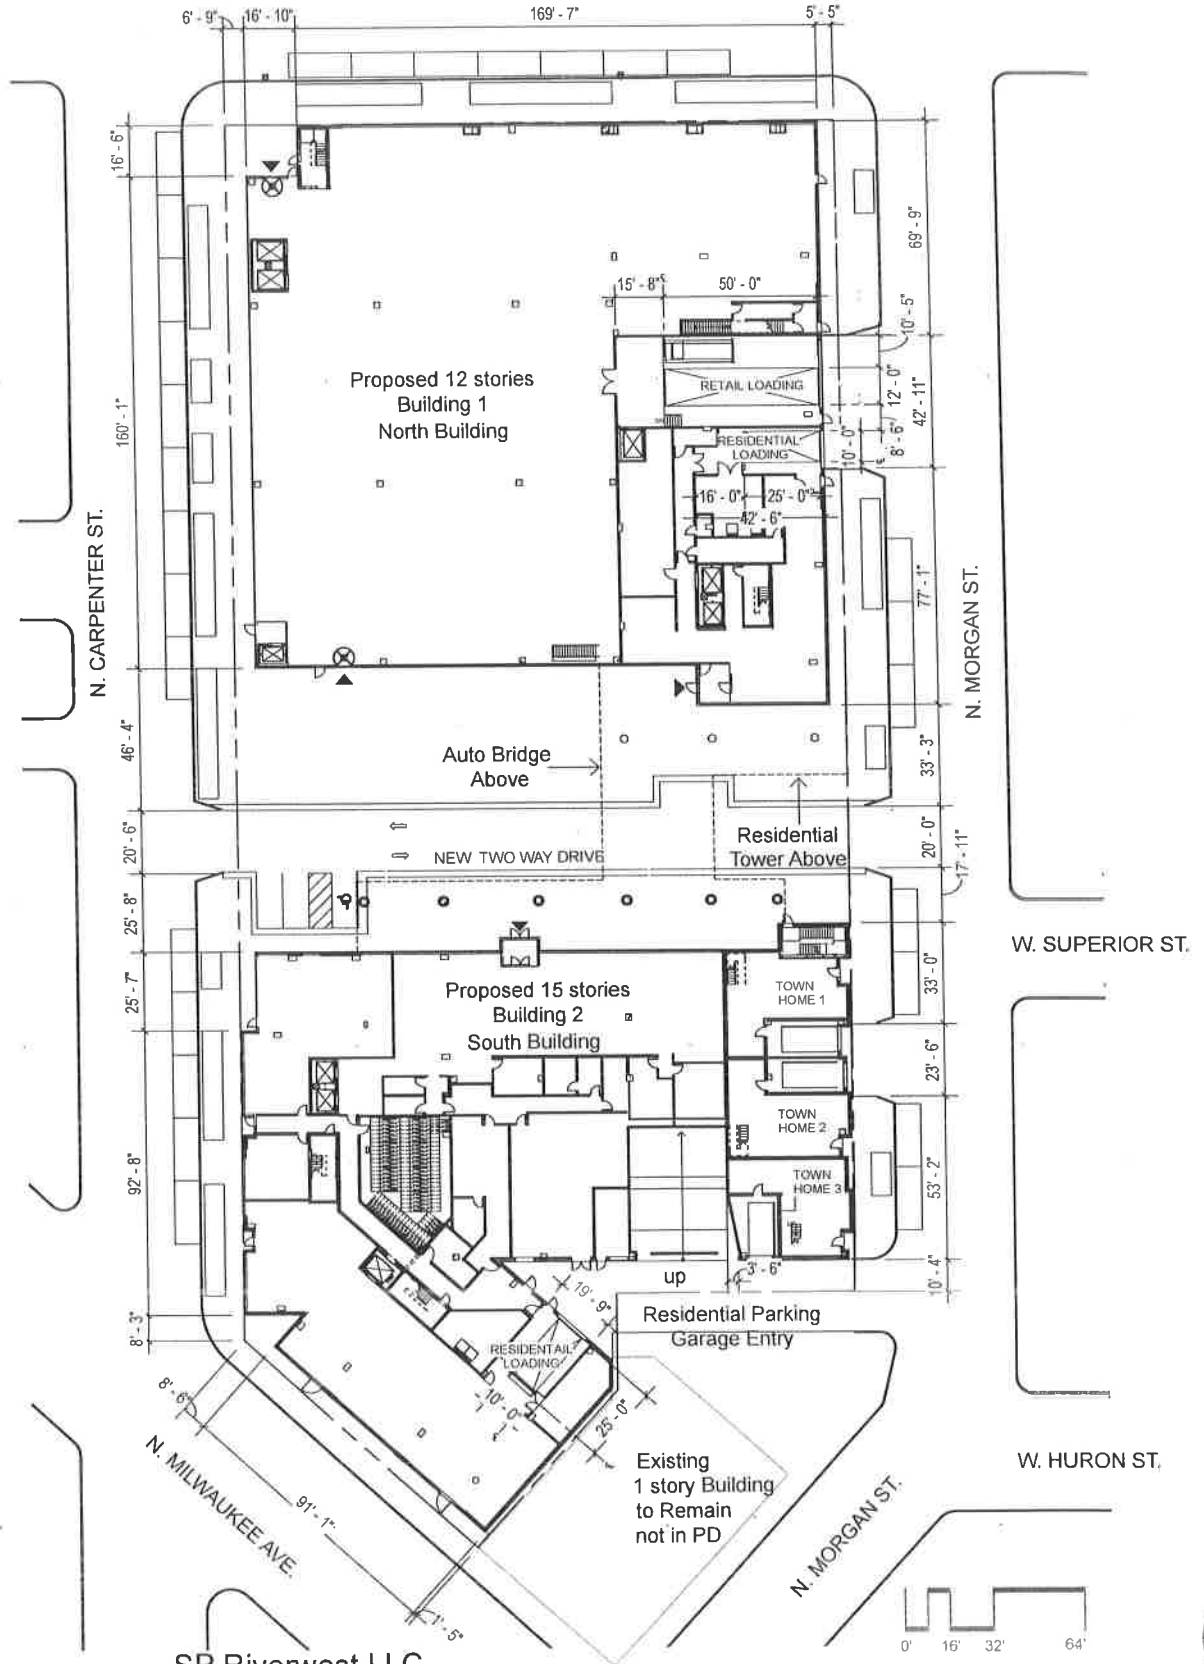 6' - 9"
16' - 10"
169' - 7"
5' - 5"
16' - 6"
69' - 9"
15' - 8"
50' - 0"
10' - 5"
Proposed 12 stories
Building 1
North Building
RETAIL LOADING
12' - 0"
42' - 11"
160' - 1"
RESIDENTIAL
LOADING
10' - 0"
8' - 6"
16' - 0"
25' - 0"
42' - 6"
77' - 1"
N. CARPENTER ST.
N. MORGAN ST.
46' - 4"
Auto Bridge
Above
33' - 3"
20' - 6"
NEW TWO WAY DRIVE
Residential
Tower Above
20' - 0"
17' - 11"
25' - 8"
W. SUPERIOR ST.
25' - 7"
Proposed 15 stories
Building 2
South Building
TOWN
HOME 1
33' - 0"
23' - 6"
TOWN
HOME 2
92' - 8"
TOWN
HOME 3
53' - 2"
up
3' - 6"
10' - 4"
19' - 9"
Residential Parking
Garage Entry
8' - 3"
RESIDENTAIL
LOADING
8' - 6"
10' - 0"
25' - 0"
Existing
1 story Building
to Remain
not in PD
W. HURON ST.
N. MILWAUKEE AVE.
91' - 1"
N. MORGAN ST.
1' - 5"
0' 16' 32' 64'
SP Riverwest LLC